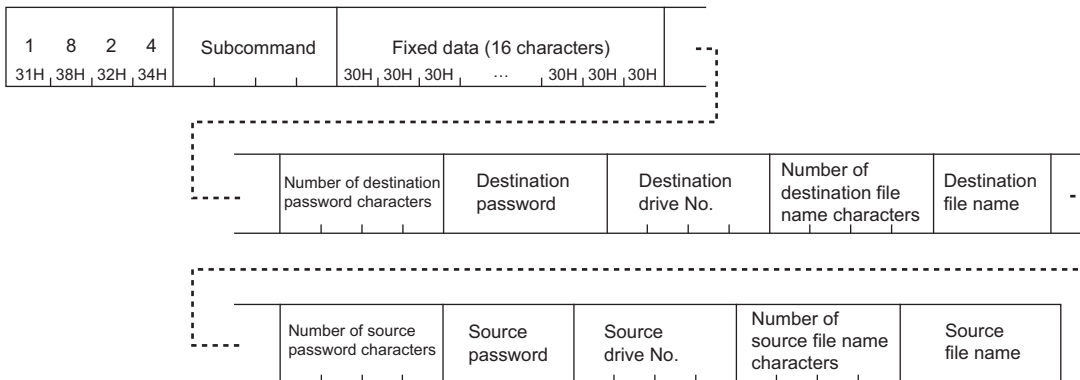 1 8 2 4
31H 38H 32H 34H
Subcommand
Fixed data (16 characters)
30H 30H 30H … 30H 30H 30H
Number of destination
password characters
Destination
password
Destination
drive No.
Number of
destination file
name characters
Destination
file name
Number of source
password characters
Source
password
Source
drive No.
Number of
source file name
characters
Source
file name